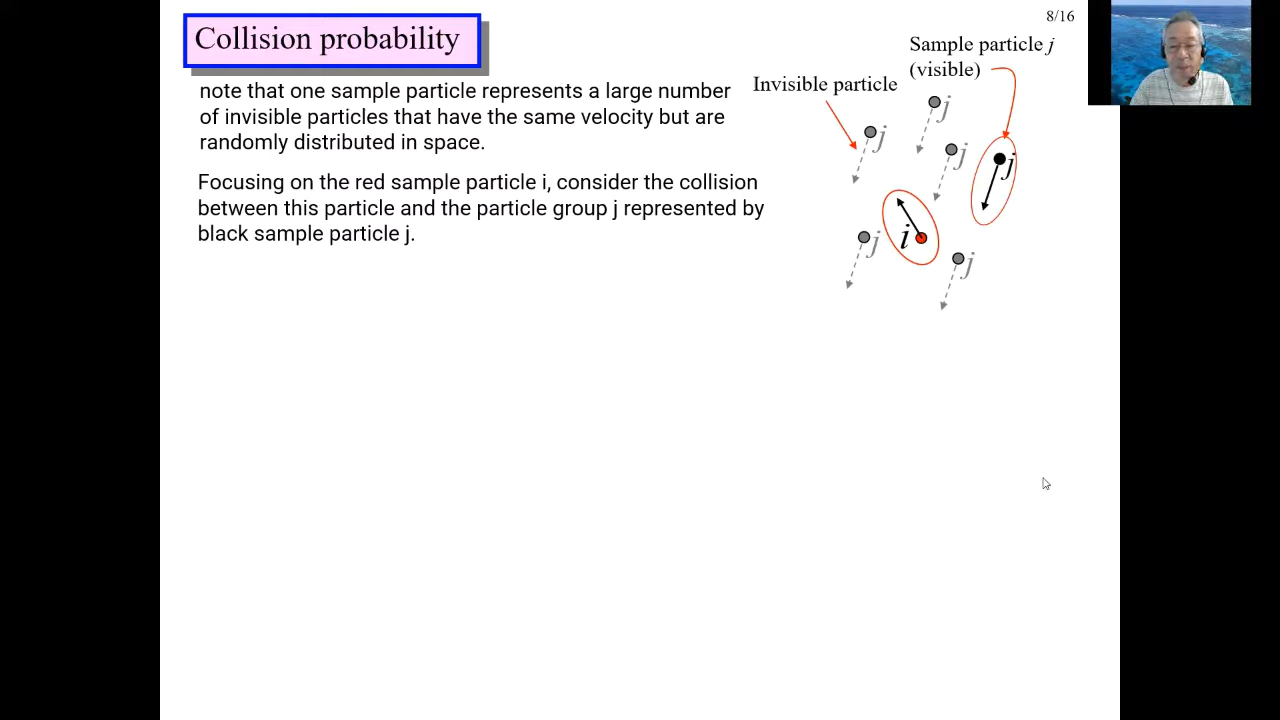 8/16
Collision probability
note that one sample particle represents a large number
of invisible particles that have the same velocity but are
randomly distributed in space.
Focusing on the red sample particle i, consider the collision
between this particle and the particle group j represented by
black sample particle j.
Sample particle j
(visible)
Invisible particle
j
j
j
j
i
j
j